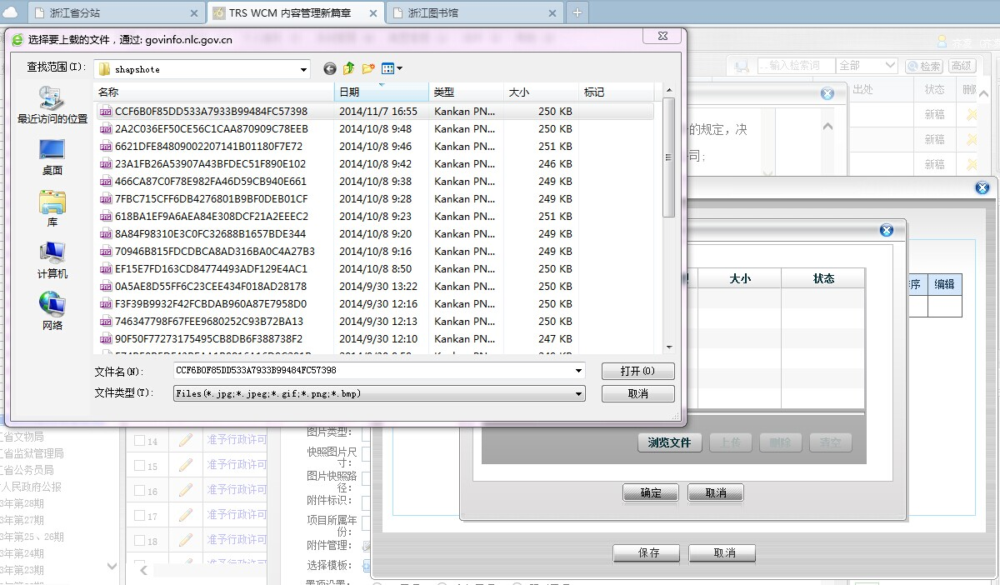 浙江省分站
TRS WCM 内容管理新篇章
浙江图书馆
选择要上载的文件，通过: govinfo.nlc.gov.cn
查找范围(I):
shapshote
最近访问的位置
桌面
库
计算机
网络
名称 日期 类型 大小 标记
CCF6B0F85DD533A7933B99484FC57398 2014/11/7 16:55 Kankan PN... 250 KB
2A2C036EF50CE56C1CAA870909C78EEB 2014/10/8 9:48 Kankan PN... 250 KB
6621DFE84809002207141B01180F7E72 2014/10/8 9:46 Kankan PN... 251 KB
23A1FB26A53907A43BFDEC51F890E102 2014/10/8 9:42 Kankan PN... 246 KB
466CA87C0F78E982FA46D59CB940E661 2014/10/8 9:38 Kankan PN... 249 KB
7FBC715CFF6DB4276801B9BF0DEB01CF 2014/10/8 9:28 Kankan PN... 249 KB
618BA1EF9A6AEA84E308DCF21A2EEEC2 2014/10/8 9:23 Kankan PN... 251 KB
8A84F98310E3C0FC32688B1657BDE344 2014/10/8 9:20 Kankan PN... 249 KB
70946B815FDCDBCA8AD316BA0C4A27B3 2014/10/8 9:16 Kankan PN... 250 KB
EF15E7FD163CD84774493ADF129E4AC1 2014/10/8 8:50 Kankan PN... 250 KB
0A5AE8D55FF6C23CEE434F018AD28178 2014/9/30 13:22 Kankan PN... 250 KB
F3F39B9932F42FCBDAB960A87E7958D0 2014/9/30 12:16 Kankan PN... 250 KB
746347798F67FEE9680252C93B72BA13 2014/9/30 12:13 Kankan PN... 250 KB
90F50F77273175495CB8DB6F388738F2 2014/9/30 12:10 Kankan PN... 247 KB
文件名(N): CCF6B0F85DD533A7933B99484FC57398 打开(O)
文件类型(T): Files(*.jpg;*.jpeg;*.gif;*.png;*.bmp) 取消
输入检索词 全部 检索 高级
出处 状态 删
新稿
新稿
新稿
的规定，决
司；
大小 状态
序 编辑
浏览文件 上传 删除 清空
确定 取消
保存 取消
江省文物局
江省监狱管理局
江省公务员局
人民政府公报
3年第28期
3年第27期
3年第25、26期
3年第24期
3年第23期
14 准予行政许可
15 准予行政许可
16 准予行政许可
17 准予行政许可
18 准予行政许可
图片类型:
快照图片尺
寸:
图片快照路
径:
附件标识:
项目所属年
份:
附件管理:
选择模板: